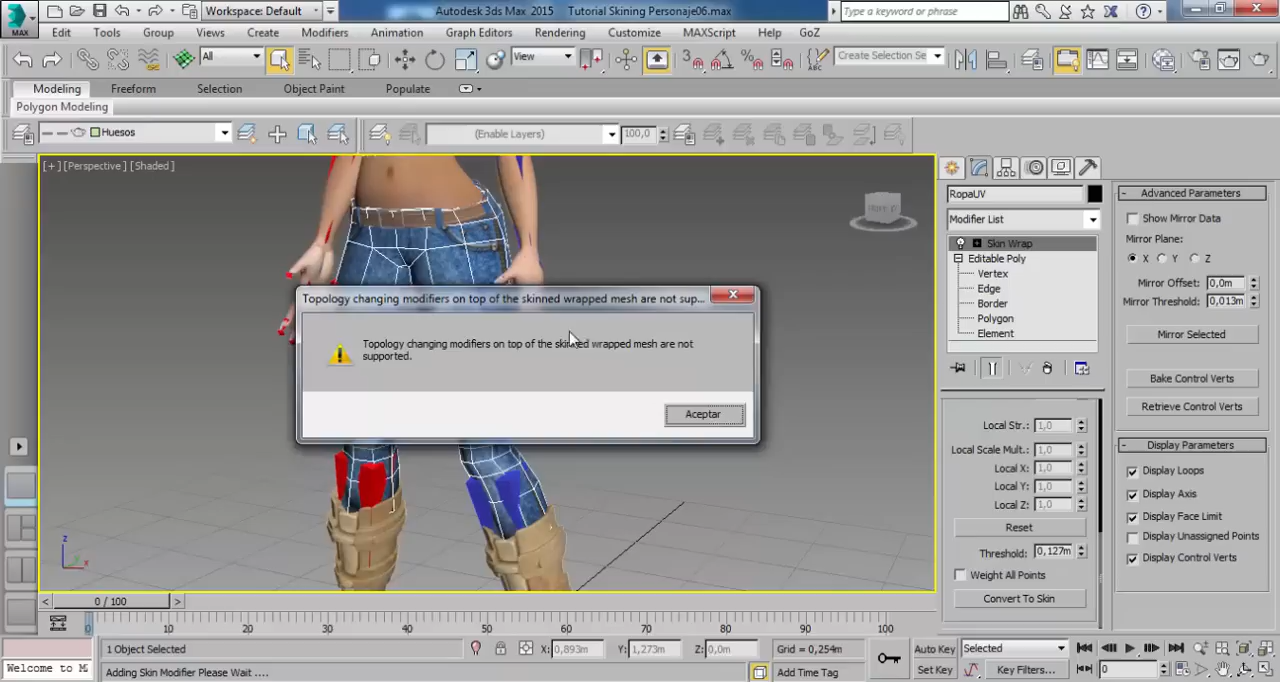 Workspace: Default
Autodesk 3ds Max 2015
Tutorial Skining Personaje06.max
Type a keyword or phrase
MAX
Edit
Tools
Group
Views
Create
Modifiers
Animation
Graph Editors
Rendering
Customize
MAXScript
Help
GoZ
All
View
3
Create Selection Se
Modeling
Freeform
Selection
Object Paint
Populate
Polygon Modeling
Huesos
(Enable Layers)
100,0
[+] [Perspective] [Shaded]
Topology changing modifiers on top of the skinned wrapped mesh are not sup...
Topology changing modifiers on top of the skinned wrapped mesh are not
supported.
Aceptar
z
x
RopaUV
Modifier List
Skin Wrap
Editable Poly
Vertex
Edge
Border
Polygon
Element
Local Str.: 1,0
Local Scale Mult.: 1,0
Local X: 1,0
Local Y: 1,0
Local Z: 1,0
Reset
Threshold: 0,127m
Weight All Points
Convert To Skin
Advanced Parameters
Show Mirror Data
Mirror Plane:
X Y Z
Mirror Offset: 0,0m
Mirror Threshold: 0,013m
Mirror Selected
Bake Control Verts
Retrieve Control Verts
Display Parameters
Display Loops
Display Axis
Display Face Limit
Display Unassigned Points
Display Control Verts
0 / 100
0 10 20 30 40 50 60 70 80 90 100
1 Object Selected
X: 0,893m
Y: 1,273m
Z: 0,0m
Grid = 0,254m
Auto Key
Selected
Welcome to M
Adding Skin Modifier Please Wait ....
Add Time Tag
Set Key
Key Filters...
0